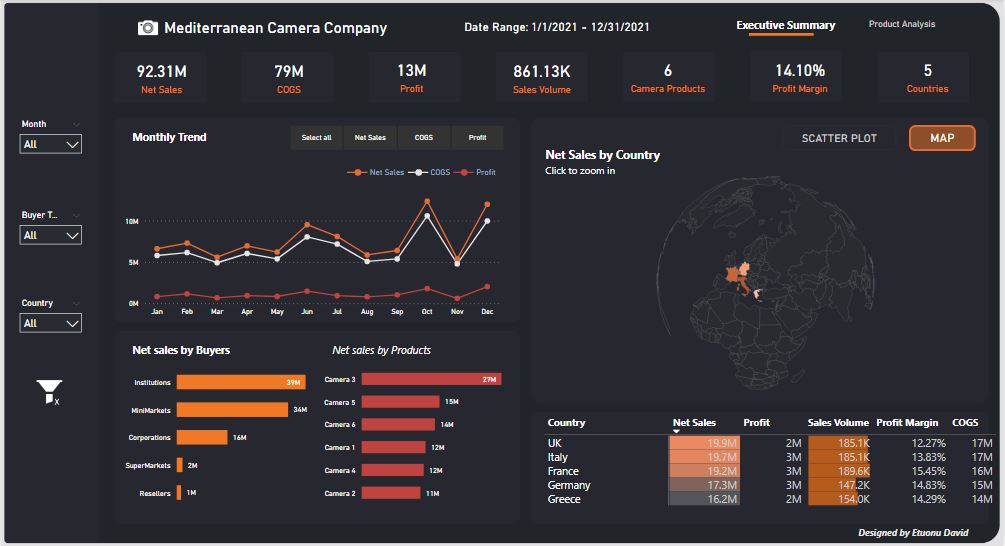 Mediterranean Camera Company
Date Range: 1/1/2021 - 12/31/2021
Executive Summary
Product Analysis
92.31M
Net Sales
79M
COGS
13M
Profit
861.13K
Sales Volume
6
Camera Products
14.10%
Profit Margin
5
Countries
Month
All
Buyer T...
All
Country
All
x
Monthly Trend
Select all
Net Sales
COGS
Profit
Net Sales COGS Profit
10M
5M
0M
Jan Feb Mar Apr May Jun Jul Aug Sep Oct Nov Dec
SCATTER PLOT
MAP
Net Sales by Country
Click to zoom in
Net sales by Buyers
Institutions 39M
MiniMarkets 34M
Corporations 16M
SuperMarkets 2M
Resellers 1M
Net sales by Products
Camera 3 27M
Camera 5 15M
Camera 6 14M
Camera 1 12M
Camera 4 12M
Camera 2 11M
Country Net Sales Profit Sales Volume Profit Margin COGS
UK 19.9M 2M 185.1K 12.27% 17M
Italy 19.7M 3M 185.1K 13.83% 17M
France 19.2M 3M 189.6K 15.45% 16M
Germany 17.3M 3M 147.2K 14.83% 15M
Greece 16.2M 2M 154.0K 14.29% 14M
Designed by Etuonu David